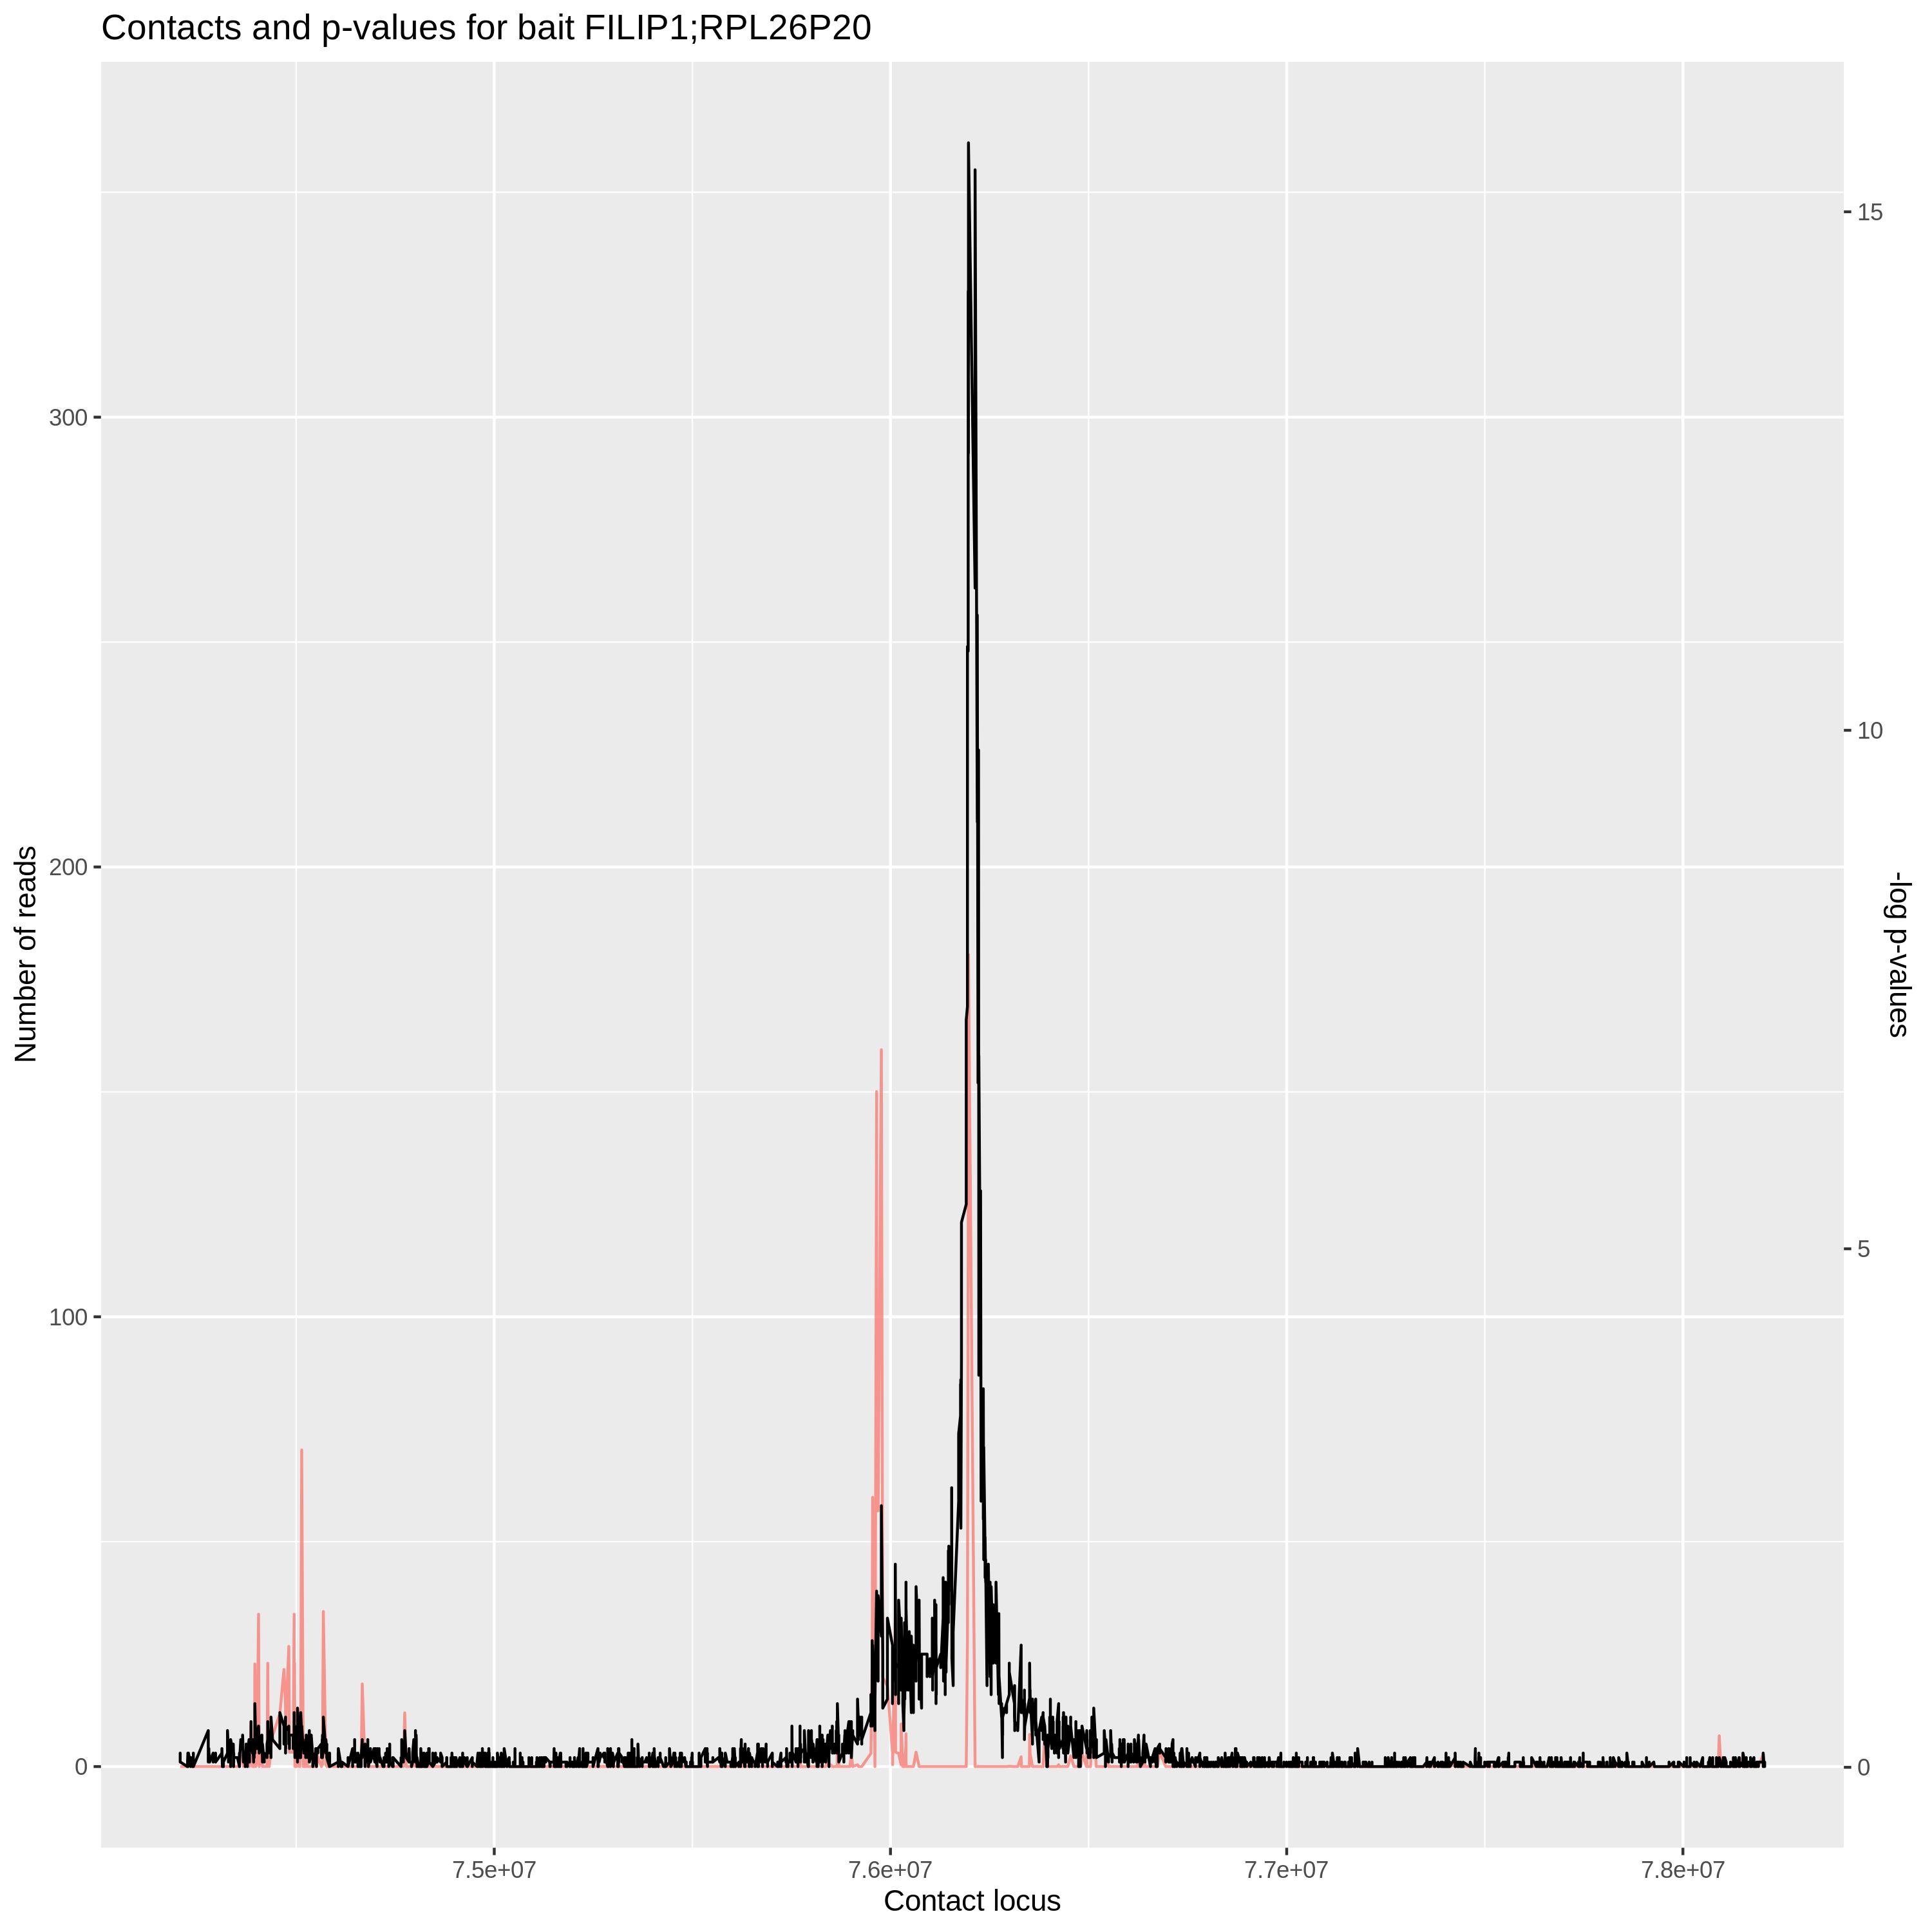 Contacts and p-values for bait FILIP1;RPL26P20
Number of reads
300
200
100
0
15
10
5
0
-log p-values
7.5e+07
7.6e+07
7.7e+07
7.8e+07
Contact locus